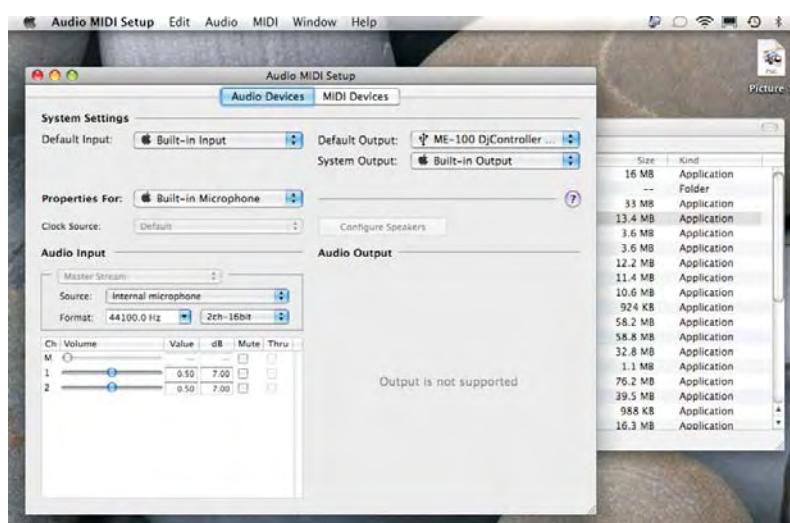 Audio MIDI Setup Edit Audio MIDI Window Help
Picture
Audio MIDI Setup
Audio Devices MIDI Devices
System Settings
Default Input: Built-in Input
Default Output: ME-100 DjController ...
System Output: Built-in Output
Properties For: Built-in Microphone
?
Clock Source: Default
Configure Speakers
Audio Input
Audio Output
Master Stream
Source: Internal microphone
Format: 44100.0 Hz 2ch-16bit
Ch Volume Value dB Mute Thru
M
1 0.50 7.00
2 0.50 7.00
Output is not supported
Size Kind
16 MB Application
-- Folder
33 MB Application
13.4 MB Application
3.6 MB Application
3.6 MB Application
12.2 MB Application
11.4 MB Application
10.6 MB Application
924 KB Application
58.2 MB Application
58.8 MB Application
32.8 MB Application
1.1 MB Application
76.2 MB Application
39.5 MB Application
988 KB Application
16.3 MB Application